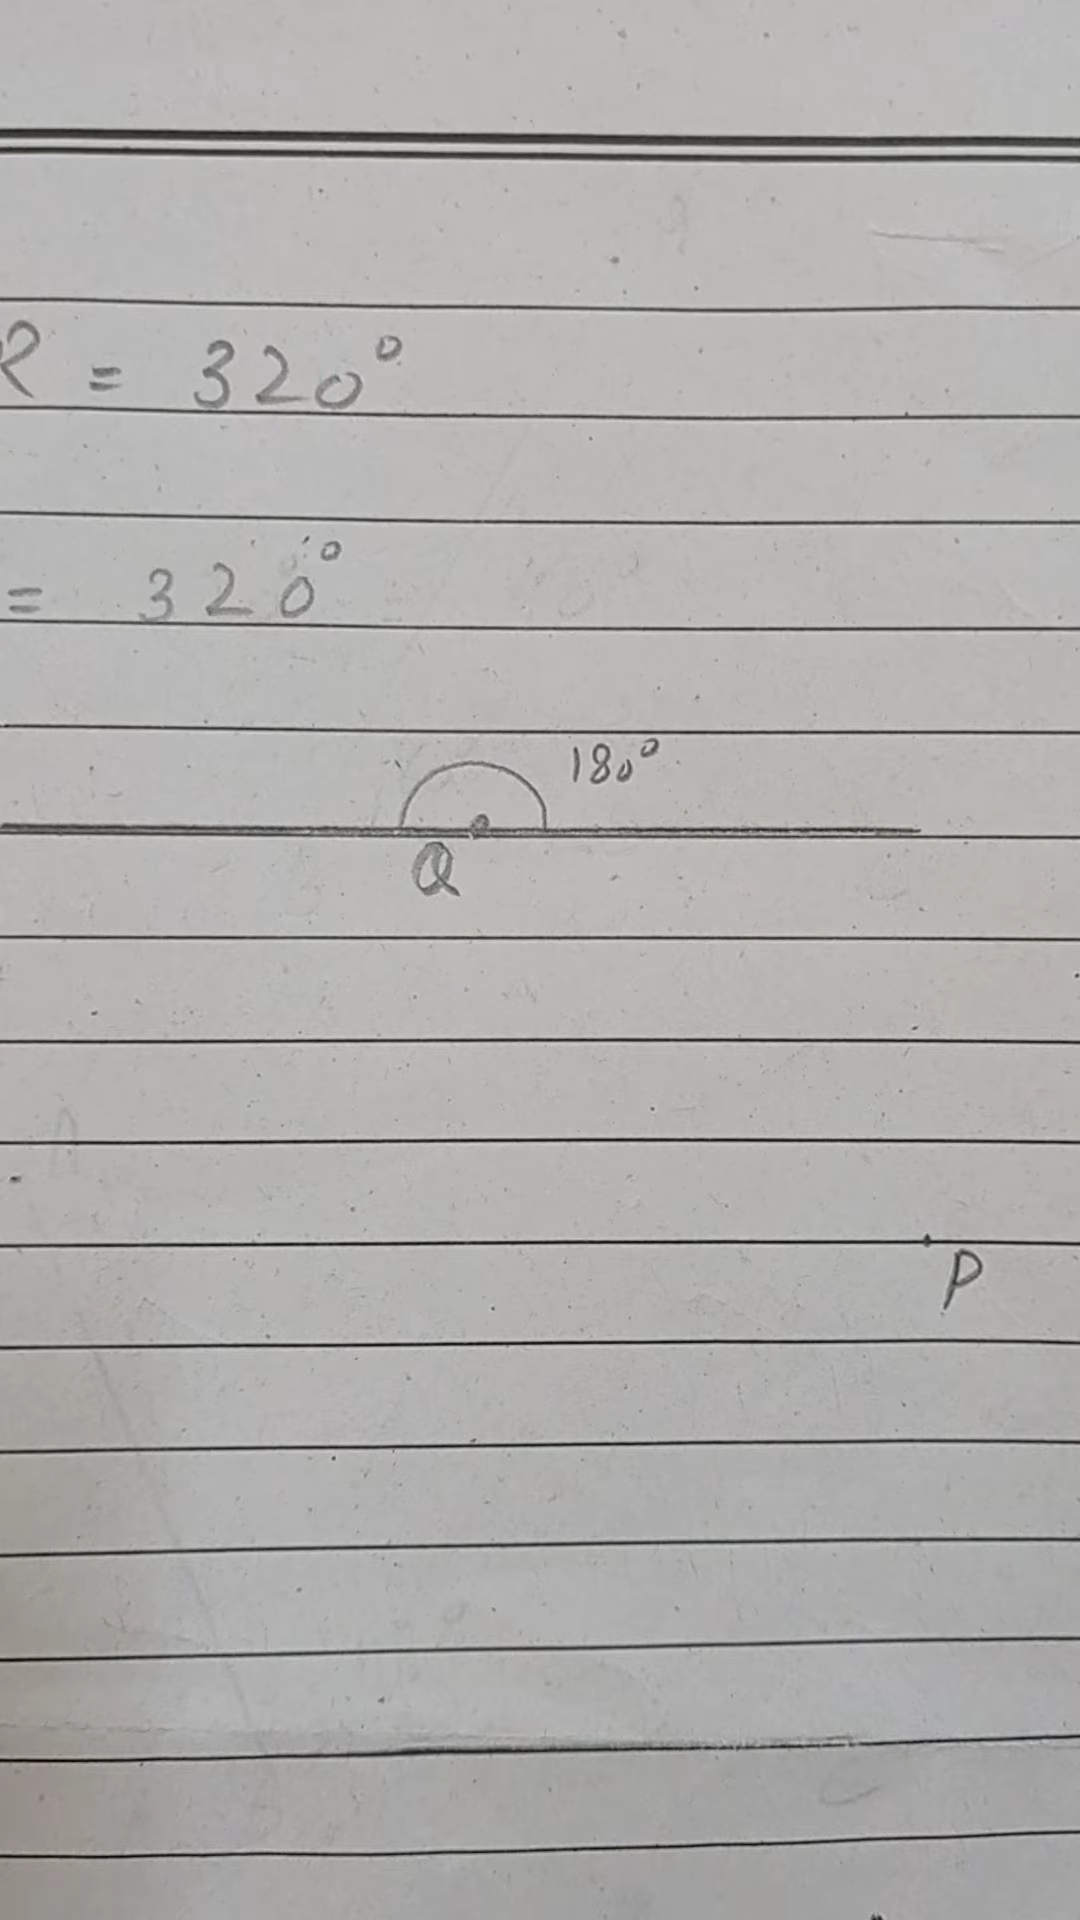 R = 320°
= 320°
180°
Q
P